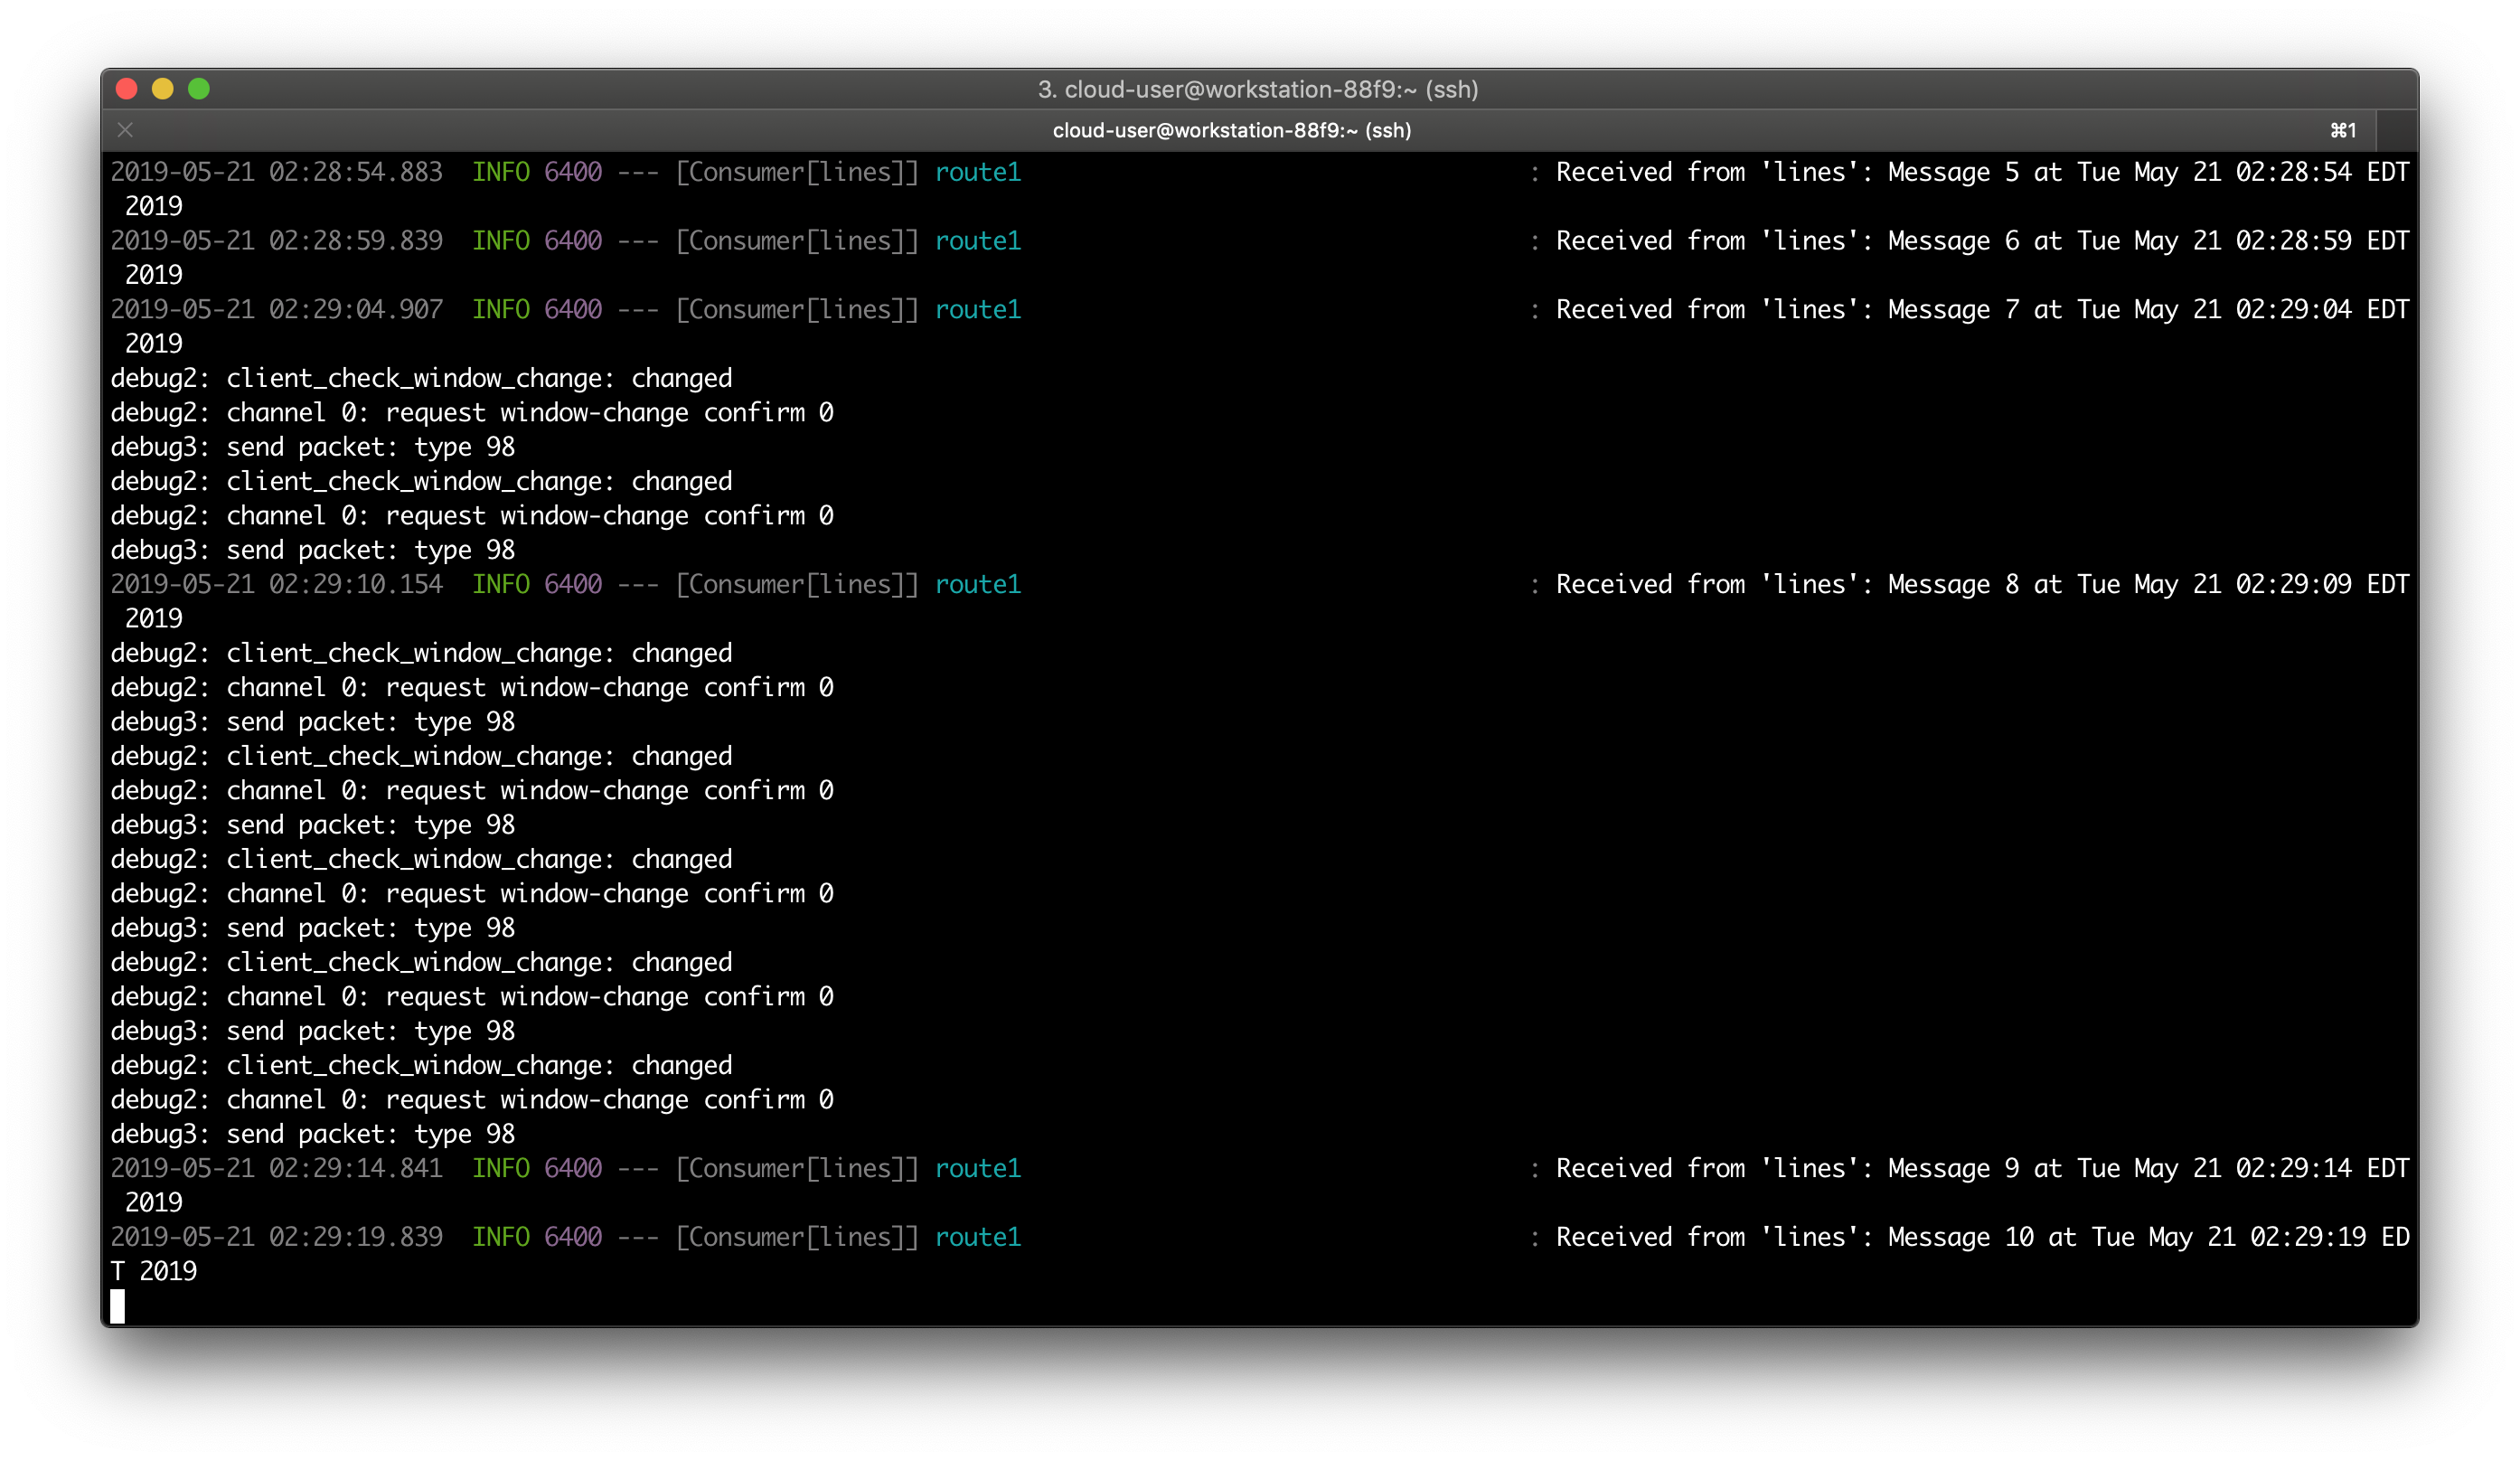 3. cloud-user@workstation-88f9:~ (ssh)
cloud-user@workstation-88f9:~ (ssh) ⌘1
2019-05-21 02:28:54.883  INFO 6400 --- [Consumer[lines]] route1                                   : Received from 'lines': Message 5 at Tue May 21 02:28:54 EDT
 2019
2019-05-21 02:28:59.839  INFO 6400 --- [Consumer[lines]] route1                                   : Received from 'lines': Message 6 at Tue May 21 02:28:59 EDT
 2019
2019-05-21 02:29:04.907  INFO 6400 --- [Consumer[lines]] route1                                   : Received from 'lines': Message 7 at Tue May 21 02:29:04 EDT
 2019
debug2: client_check_window_change: changed
debug2: channel 0: request window-change confirm 0
debug3: send packet: type 98
debug2: client_check_window_change: changed
debug2: channel 0: request window-change confirm 0
debug3: send packet: type 98
2019-05-21 02:29:10.154  INFO 6400 --- [Consumer[lines]] route1                                   : Received from 'lines': Message 8 at Tue May 21 02:29:09 EDT
 2019
debug2: client_check_window_change: changed
debug2: channel 0: request window-change confirm 0
debug3: send packet: type 98
debug2: client_check_window_change: changed
debug2: channel 0: request window-change confirm 0
debug3: send packet: type 98
debug2: client_check_window_change: changed
debug2: channel 0: request window-change confirm 0
debug3: send packet: type 98
debug2: client_check_window_change: changed
debug2: channel 0: request window-change confirm 0
debug3: send packet: type 98
debug2: client_check_window_change: changed
debug2: channel 0: request window-change confirm 0
debug3: send packet: type 98
2019-05-21 02:29:14.841  INFO 6400 --- [Consumer[lines]] route1                                   : Received from 'lines': Message 9 at Tue May 21 02:29:14 EDT
 2019
2019-05-21 02:29:19.839  INFO 6400 --- [Consumer[lines]] route1                                   : Received from 'lines': Message 10 at Tue May 21 02:29:19 ED
T 2019